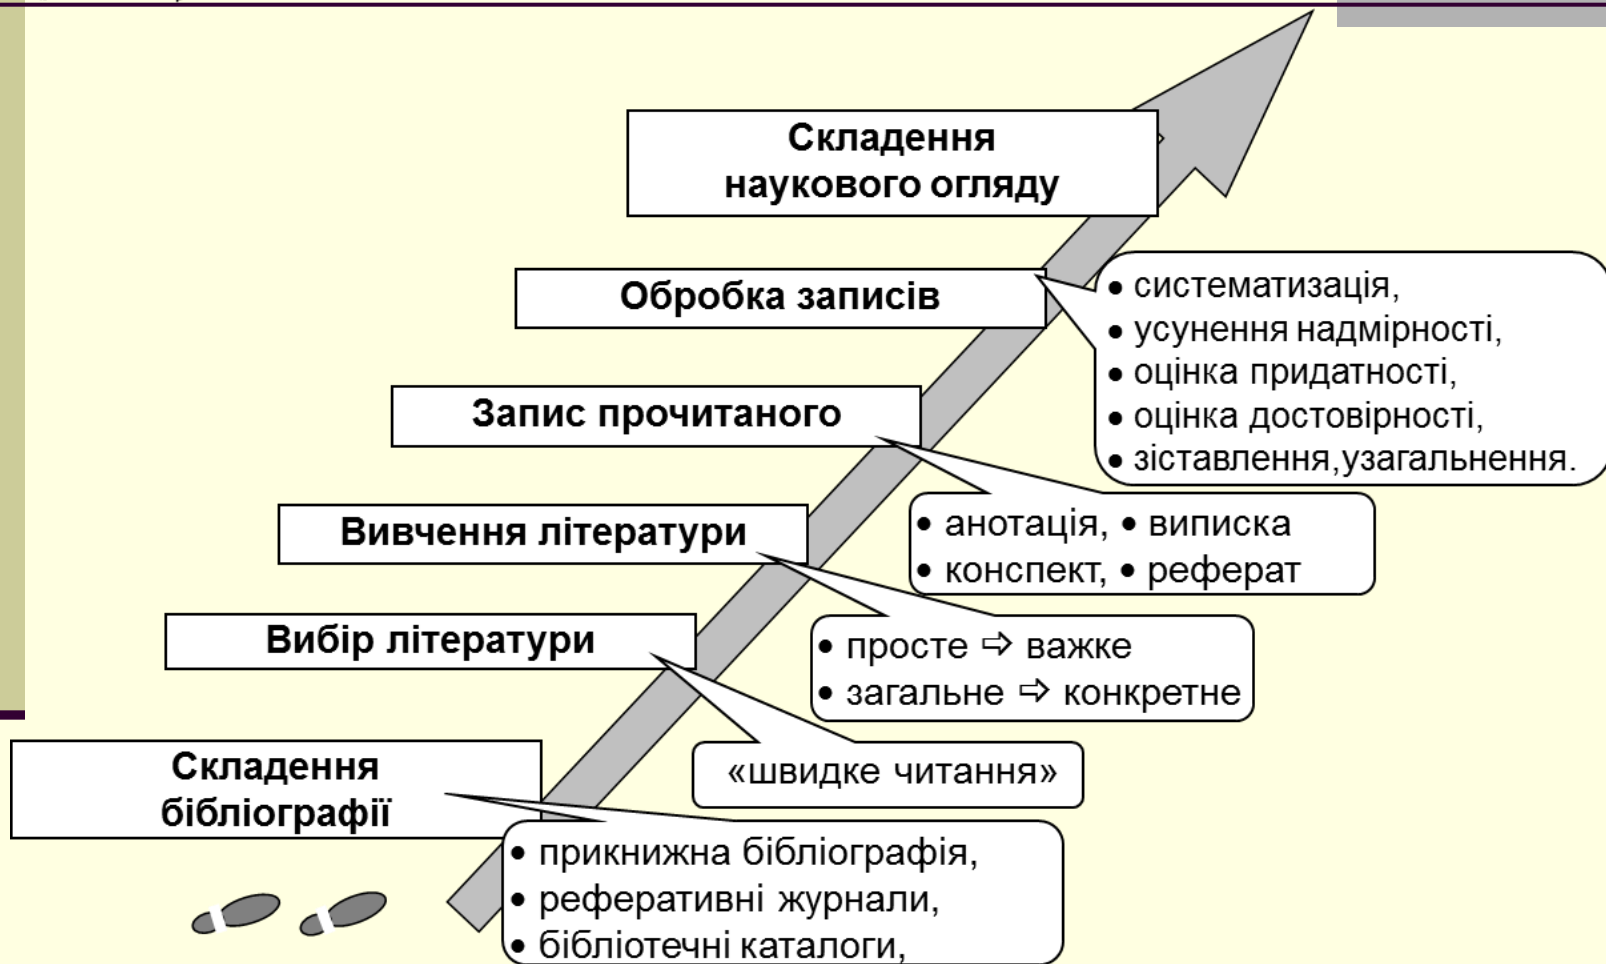 Складення
наукового огляду
Обробка записів
• систематизація,
• усунення надмірності,
• оцінка придатності,
• оцінка достовірності,
• зіставлення,узагальнення.
Запис прочитаного
• анотація, • виписка
• конспект, • реферат
Вивчення літератури
• просте ⇨ важке
• загальне ⇨ конкретне
Вибір літератури
«швидке читання»
Складення
бібліографії
• прикнижна бібліографія,
• реферативні журнали,
• бібліотечні каталоги,